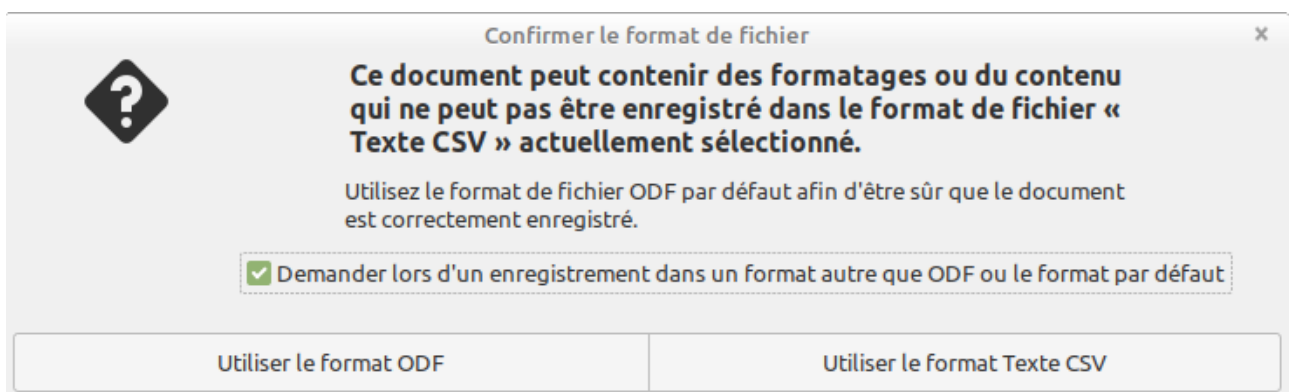 Confirmer le format de fichier
Ce document peut contenir des formatages ou du contenu
qui ne peut pas être enregistré dans le format de fichier «
Texte CSV » actuellement sélectionné.
Utilisez le format de fichier ODF par défaut afin d'être sûr que le document
est correctement enregistré.
Demander lors d'un enregistrement dans un format autre que ODF ou le format par défaut
Utiliser le format ODF
Utiliser le format Texte CSV